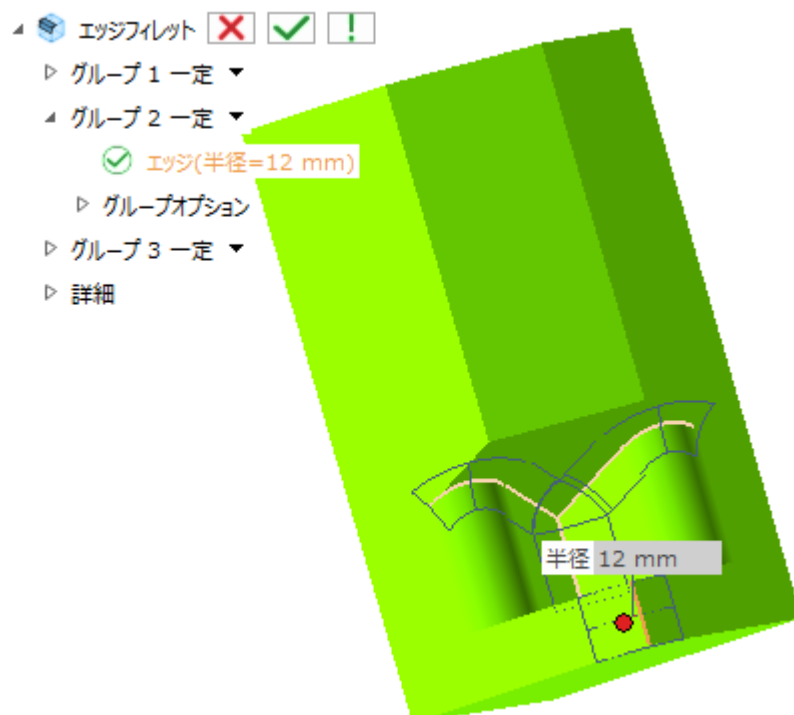 エッジフィレット
グループ 1 一定
グループ 2 一定
エッジ(半径=12 mm)
グループオプション
グループ 3 一定
詳細
半径 12 mm